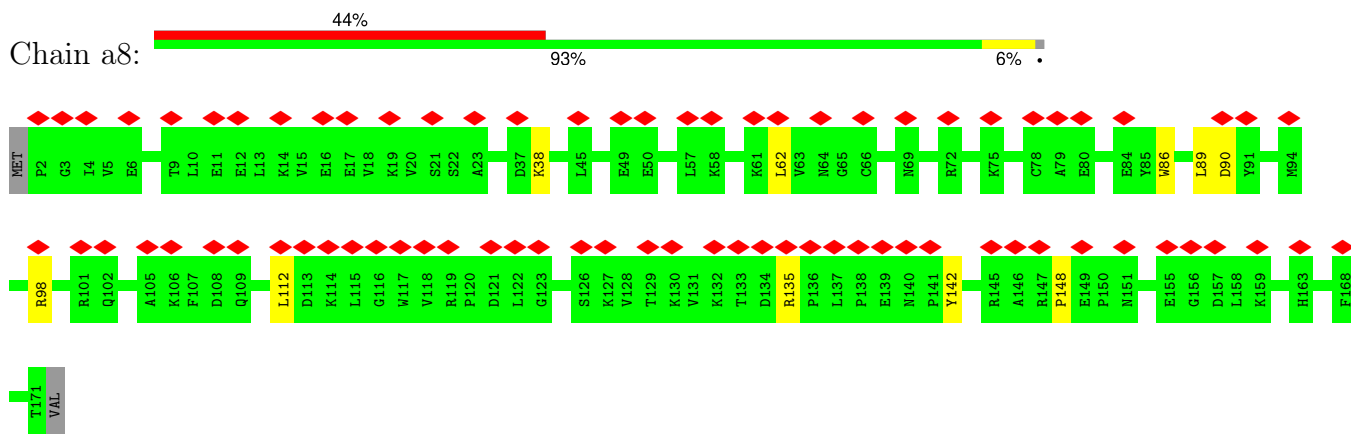 44%
Chain a8:
93% 6% •
MET P2 G3 I4 V5 E6 T9 L10 E11 E12 L13 K14 V15 E16 E17 V18 K19 V20 S21 S22 A23 D37 K38 L45 E49 E50 L57 K58 K61 L62 V63 N64 G65 C66 N69 R72 K75 C78 A79 E80 E84 Y85 W86 L89 D90 Y91 M94
R98 R101 Q102 A105 K106 F107 D108 Q109 L112 D113 K114 L115 G116 W117 V118 R119 P120 D121 L122 G123 S126 K127 V128 T129 K130 V131 K132 T133 D134 R135 P136 L137 P138 E139 N140 P141 Y142 R145 A146 R147 P148 E149 P150 N151 E155 G156 D157 L158 K159 H163 F168
T171 VAL